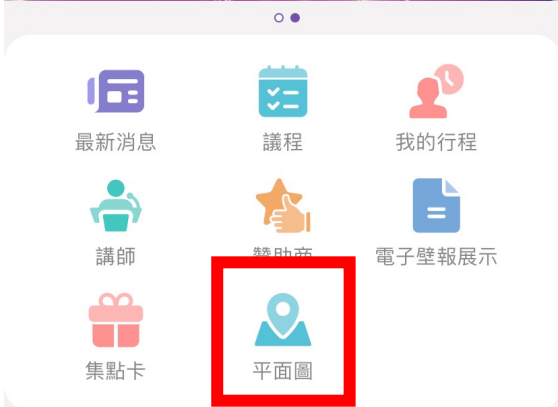 最新消息
議程
我的行程
講師
贊助商
電子壁報展示
集點卡
平面圖